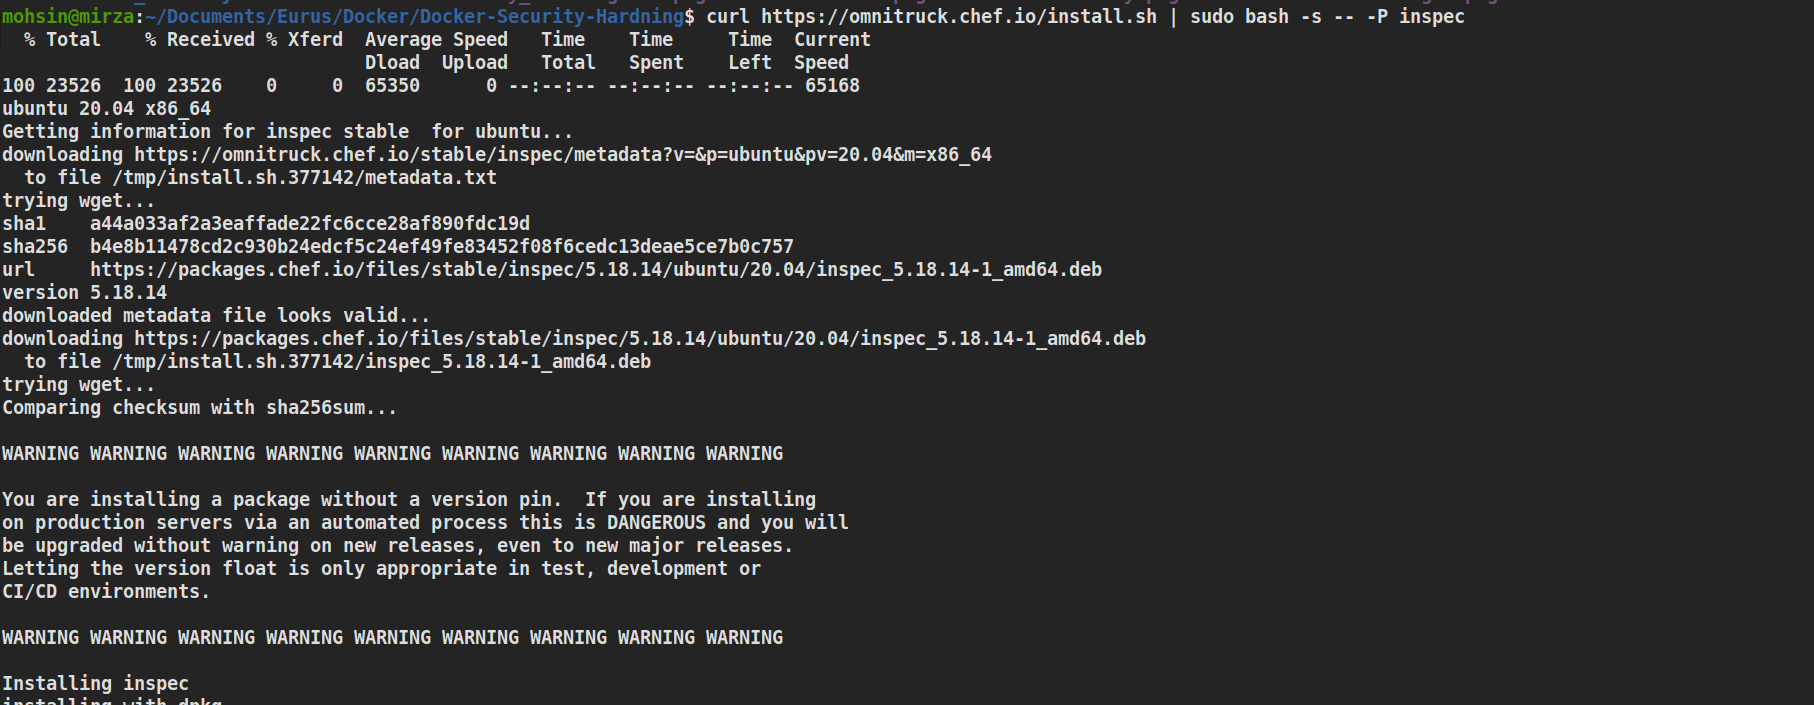 mohsin@mirza:~/Documents/Eurus/Docker/Docker-Security-Hardning$ curl https://omnitruck.chef.io/install.sh | sudo bash -s -- -P inspec
  % Total    % Received % Xferd  Average Speed   Time    Time     Time  Current
                                 Dload  Upload   Total   Spent    Left  Speed
100 23526  100 23526    0     0  65350      0 --:--:-- --:--:-- --:--:-- 65168
ubuntu 20.04 x86_64
Getting information for inspec stable  for ubuntu...
downloading https://omnitruck.chef.io/stable/inspec/metadata?v=&p=ubuntu&pv=20.04&m=x86_64
  to file /tmp/install.sh.377142/metadata.txt
trying wget...
sha1    a44a033af2a3eaffade22fc6cce28af890fdc19d
sha256  b4e8b11478cd2c930b24edcf5c24ef49fe83452f08f6cedc13deae5ce7b0c757
url     https://packages.chef.io/files/stable/inspec/5.18.14/ubuntu/20.04/inspec_5.18.14-1_amd64.deb
version 5.18.14
downloaded metadata file looks valid...
downloading https://packages.chef.io/files/stable/inspec/5.18.14/ubuntu/20.04/inspec_5.18.14-1_amd64.deb
  to file /tmp/install.sh.377142/inspec_5.18.14-1_amd64.deb
trying wget...
Comparing checksum with sha256sum...
WARNING WARNING WARNING WARNING WARNING WARNING WARNING WARNING WARNING
You are installing a package without a version pin.  If you are installing
on production servers via an automated process this is DANGEROUS and you will
be upgraded without warning on new releases, even to new major releases.
Letting the version float is only appropriate in test, development or
CI/CD environments.
WARNING WARNING WARNING WARNING WARNING WARNING WARNING WARNING WARNING
Installing inspec
installing with dpkg